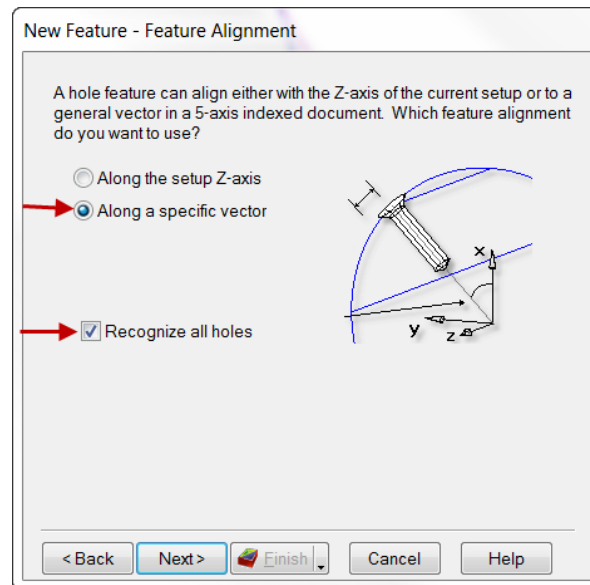 New Feature - Feature Alignment
A hole feature can align either with the Z-axis of the current setup or to a
general vector in a 5-axis indexed document. Which feature alignment
do you want to use?
Along the setup Z-axis
Along a specific vector
x
y
z
Recognize all holes
< Back Next > Finish Cancel Help